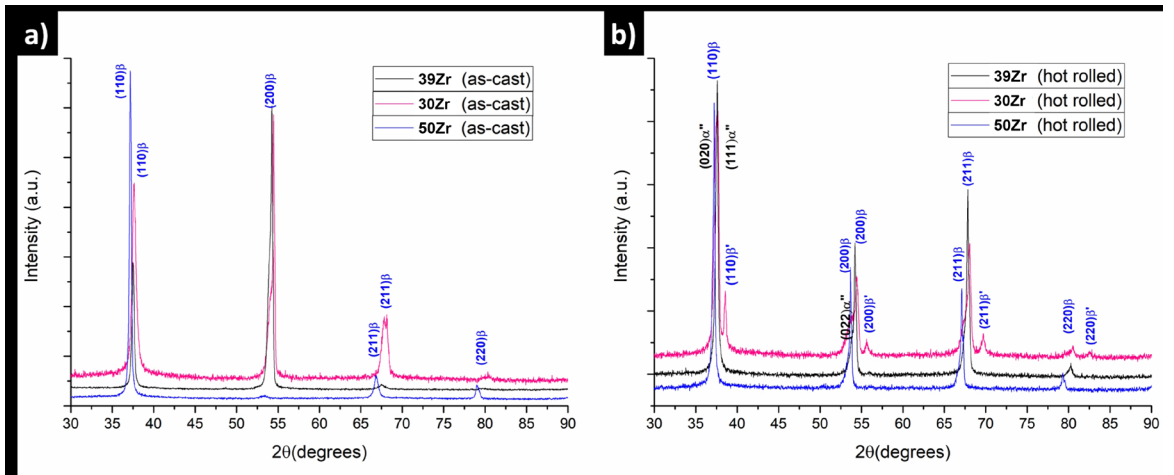 a)
39Zr (as-cast)
30Zr (as-cast)
50Zr (as-cast)
(110)β
(110)β
(200)β
(211)β
(211)β
(220)β
Intensity (a.u.)
30 35 40 45 50 55 60 65 70 75 80 85 90
2θ(degrees)
b)
39Zr (hot rolled)
30Zr (hot rolled)
50Zr (hot rolled)
(110)β
(020)α"
(111)α"
(110)β'
(200)β
(200)β
(022)α"
(200)β'
(211)β
(211)β
(211)β'
(220)β
(220)β'
Intensity (a.u.)
30 35 40 45 50 55 60 65 70 75 80 85 90
2θ(degrees)